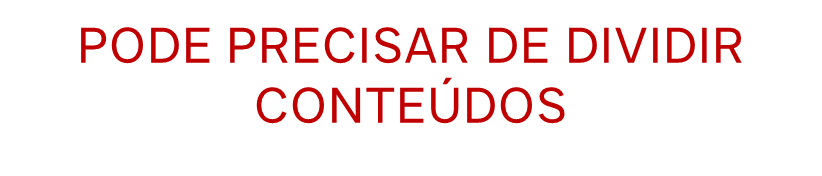 PODE PRECISAR DE DIVIDIR
CONTEÚDOS